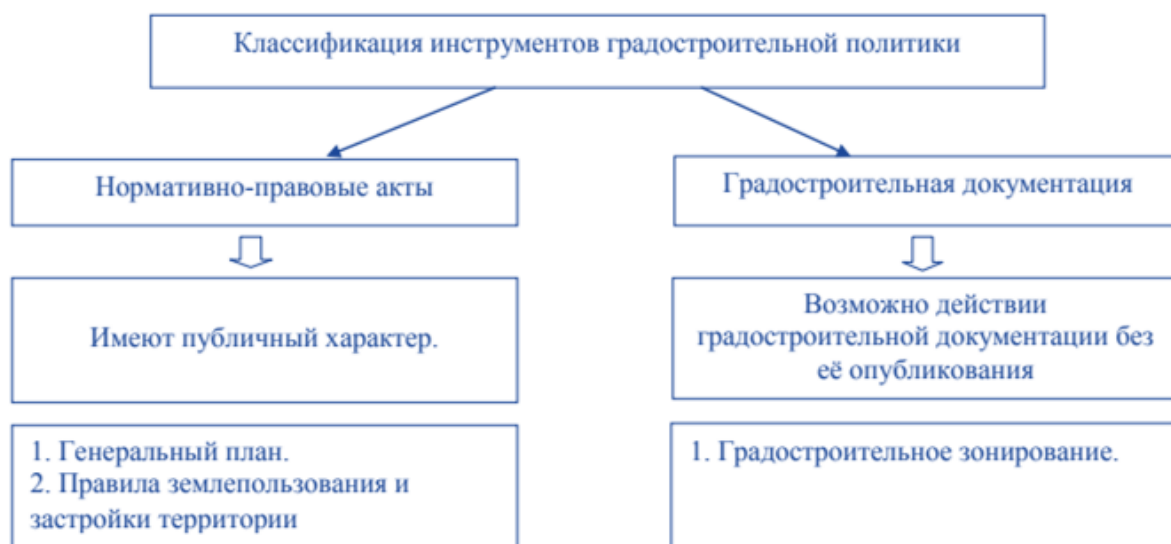 Классификация инструментов градостроительной политики
Нормативно-правовые акты
Градостроительная документация
Имеют публичный характер.
Возможно действии
градостроительной документации без
её опубликования
1. Генеральный план.
2. Правила землепользования и
застройки территории
1. Градостроительное зонирование.